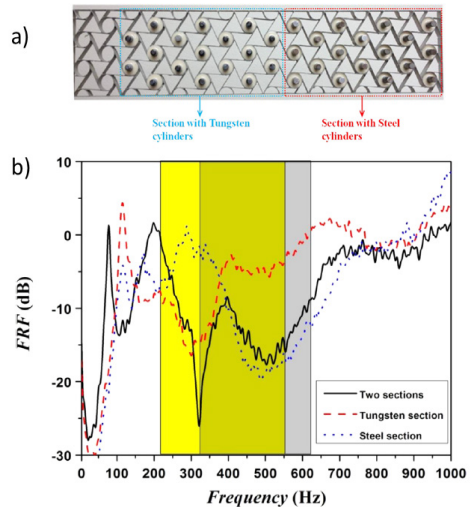 a)
Section with Tungsten
cylinders
Section with Steel
cylinders
b)
10
0
-10
-20
-30
FRF (dB)
0 100 200 300 400 500 600 700 800 900 1000
Frequency (Hz)
Two sections
Tungsten section
Steel section